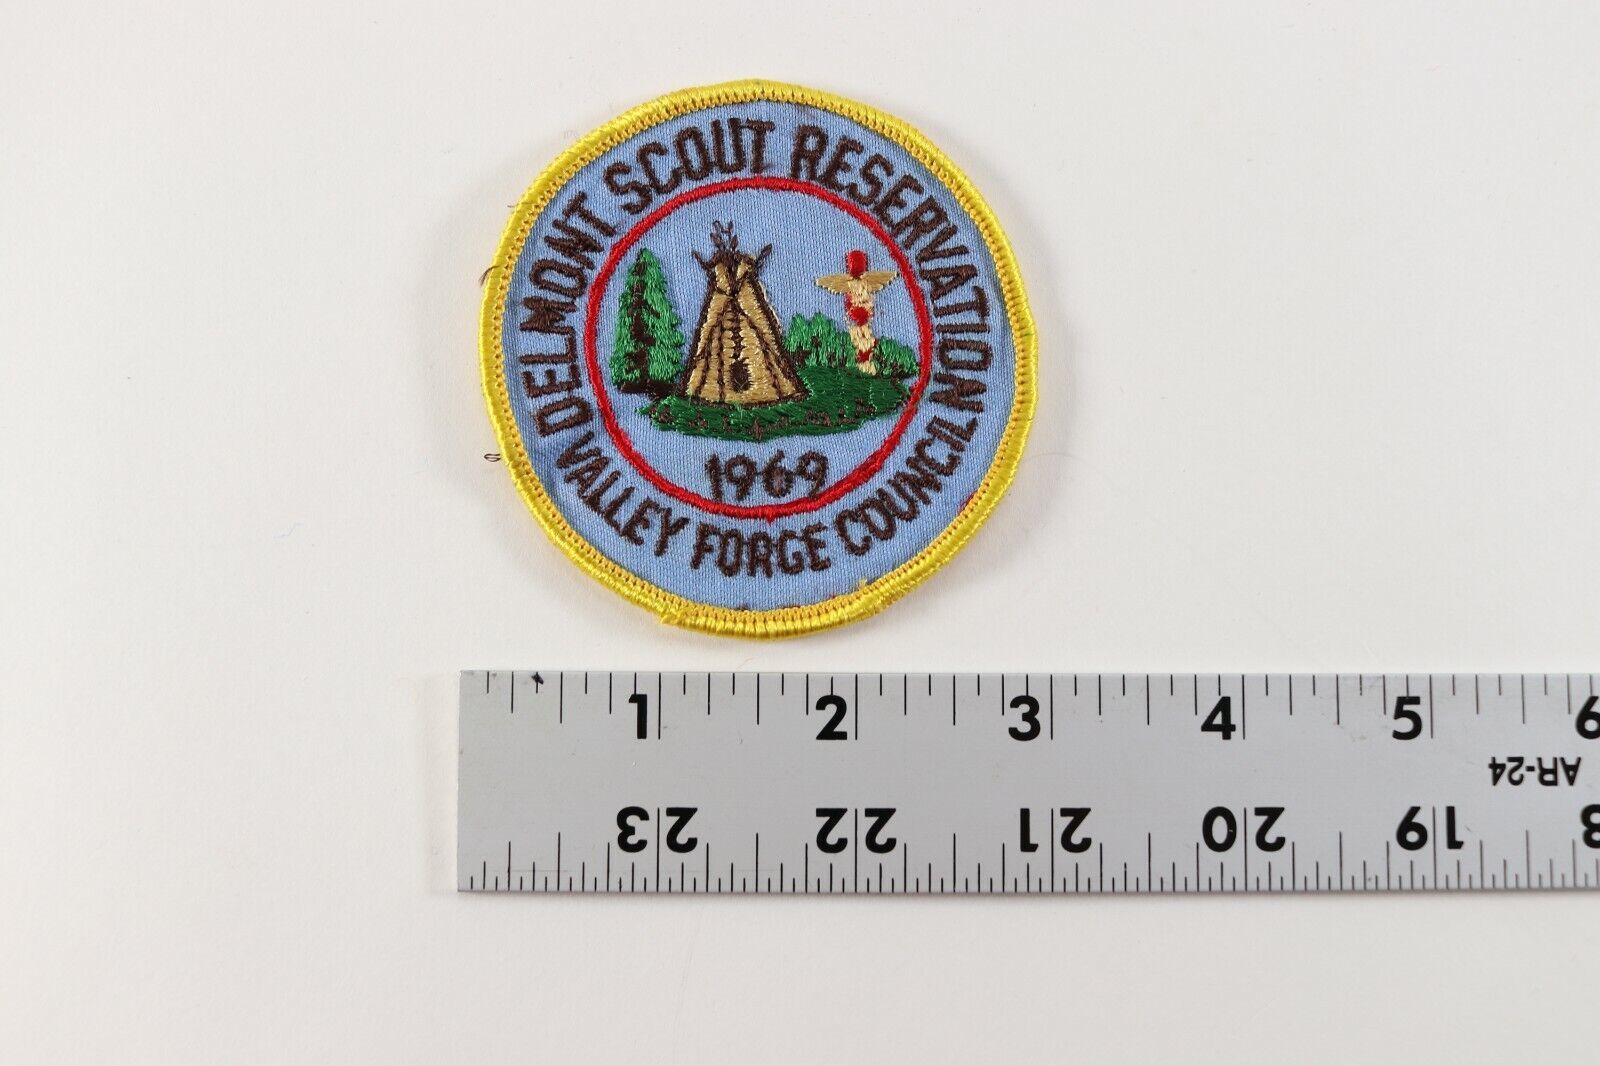 DELMONT SCOUT RESERVATION
1969
VALLEY FORGE COUNCIL
1 2 3 4 5 6
AR-24
23 22 21 20 19